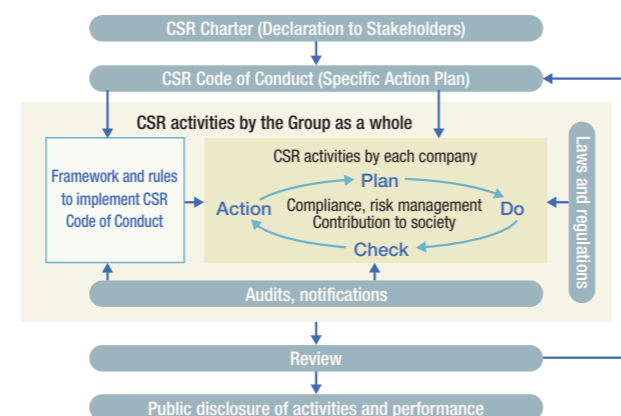 CSR Charter (Declaration to Stakeholders)
CSR Code of Conduct (Specific Action Plan)
CSR activities by the Group as a whole
Framework and rules
to implement CSR
Code of Conduct
CSR activities by each company
Plan
Action
Compliance, risk management
Contribution to society
Do
Check
Laws and regulations
Audits, notifications
Review
Public disclosure of activities and performance